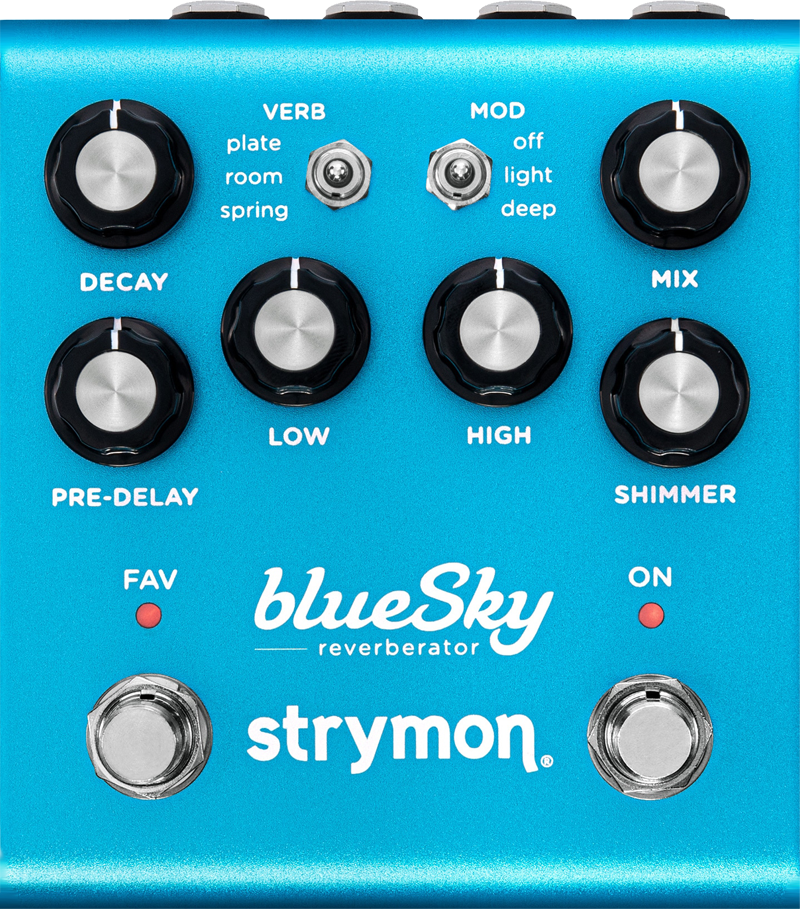 VERB
plate
room
spring
MOD
off
light
deep
DECAY
MIX
LOW
HIGH
PRE-DELAY
SHIMMER
FAV
ON
blueSky
reverberator
strymon®